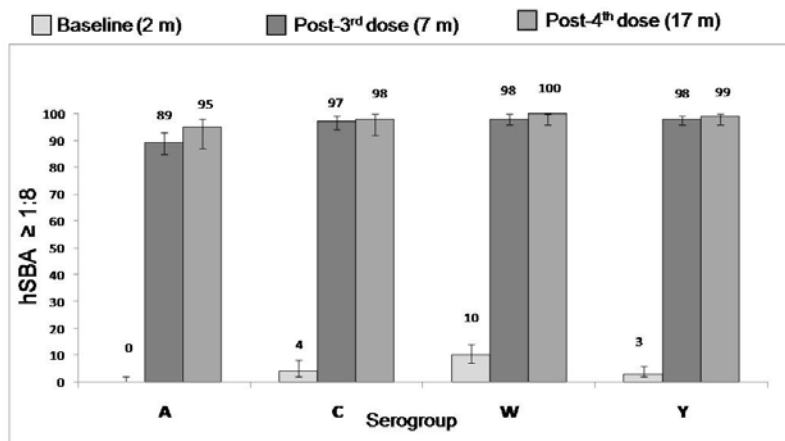 Baseline (2 m) Post-3rd dose (7 m) Post-4th dose (17 m)
hSBA ≥ 1:8
100
90
80
70
60
50
40
30
20
10
0
0 89 95
4 97 98
10 98 100
3 98 99
A C W Y
Serogroup